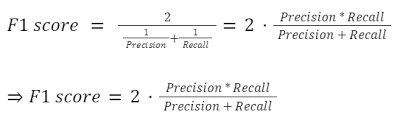 F1 score = 2 / (1/Precision + 1/Recall) = 2 · Precision * Recall / Precision + Recall
⇒ F1 score = 2 · Precision * Recall / Precision + Recall